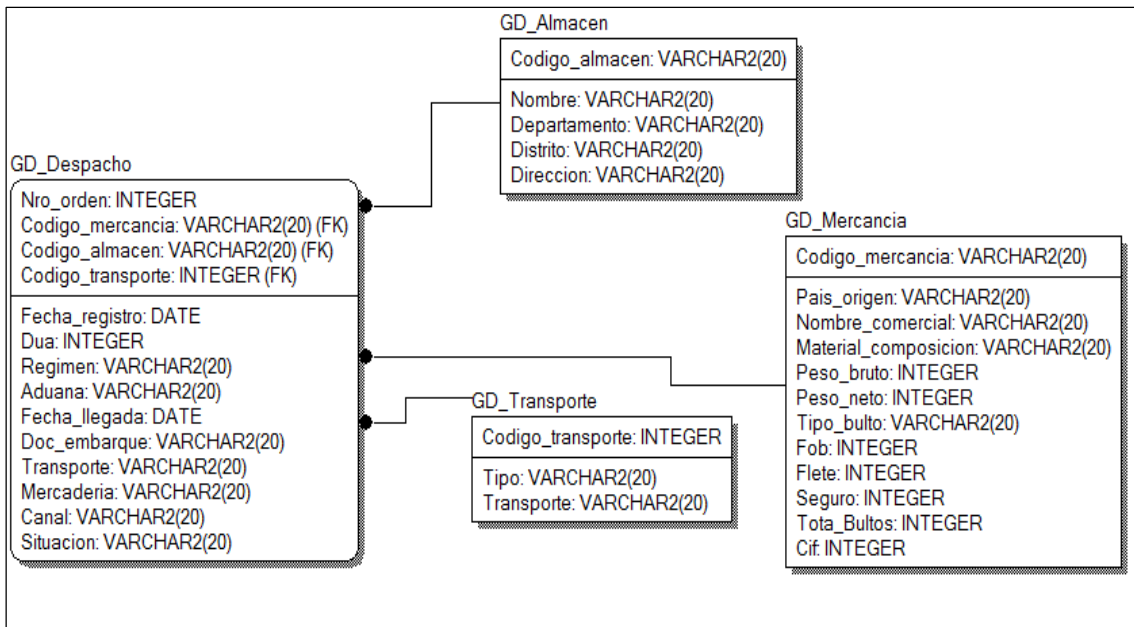 GD_Almacen
Codigo_almacen: VARCHAR2(20)
Nombre: VARCHAR2(20)
Departamento: VARCHAR2(20)
Distrito: VARCHAR2(20)
Direccion: VARCHAR2(20)
GD_Despacho
Nro_orden: INTEGER
Codigo_mercancia: VARCHAR2(20) (FK)
Codigo_almacen: VARCHAR2(20) (FK)
Codigo_transporte: INTEGER (FK)
Fecha_registro: DATE
Dua: INTEGER
Regimen: VARCHAR2(20)
Aduana: VARCHAR2(20)
Fecha_llegada: DATE
Doc_embarque: VARCHAR2(20)
Transporte: VARCHAR2(20)
Mercaderia: VARCHAR2(20)
Canal: VARCHAR2(20)
Situacion: VARCHAR2(20)
GD_Mercancia
Codigo_mercancia: VARCHAR2(20)
Pais_origen: VARCHAR2(20)
Nombre_comercial: VARCHAR2(20)
Material_composicion: VARCHAR2(20)
Peso_bruto: INTEGER
Peso_neto: INTEGER
Tipo_bulto: VARCHAR2(20)
Fob: INTEGER
Flete: INTEGER
Seguro: INTEGER
Tota_Bultos: INTEGER
Cif: INTEGER
GD_Transporte
Codigo_transporte: INTEGER
Tipo: VARCHAR2(20)
Transporte: VARCHAR2(20)